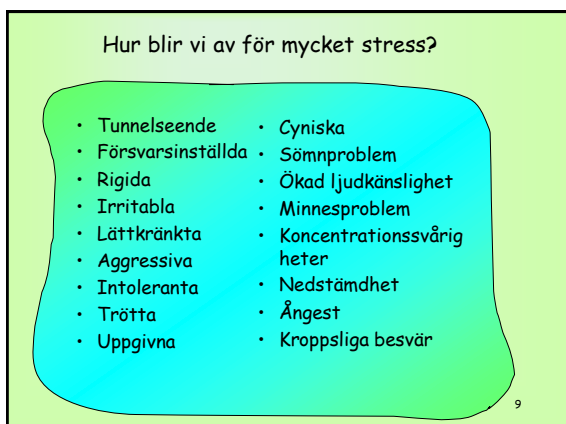 Hur blir vi av för mycket stress?
• Tunnelseende
• Försvarsinställda
• Rigida
• Irritabla
• Lättkränkta
• Aggressiva
• Intoleranta
• Trötta
• Uppgivna
• Cyniska
• Sömnproblem
• Ökad ljudkänslighet
• Minnesproblem
• Koncentrationssvårig
heter
• Nedstämdhet
• Ångest
• Kroppsliga besvär
9